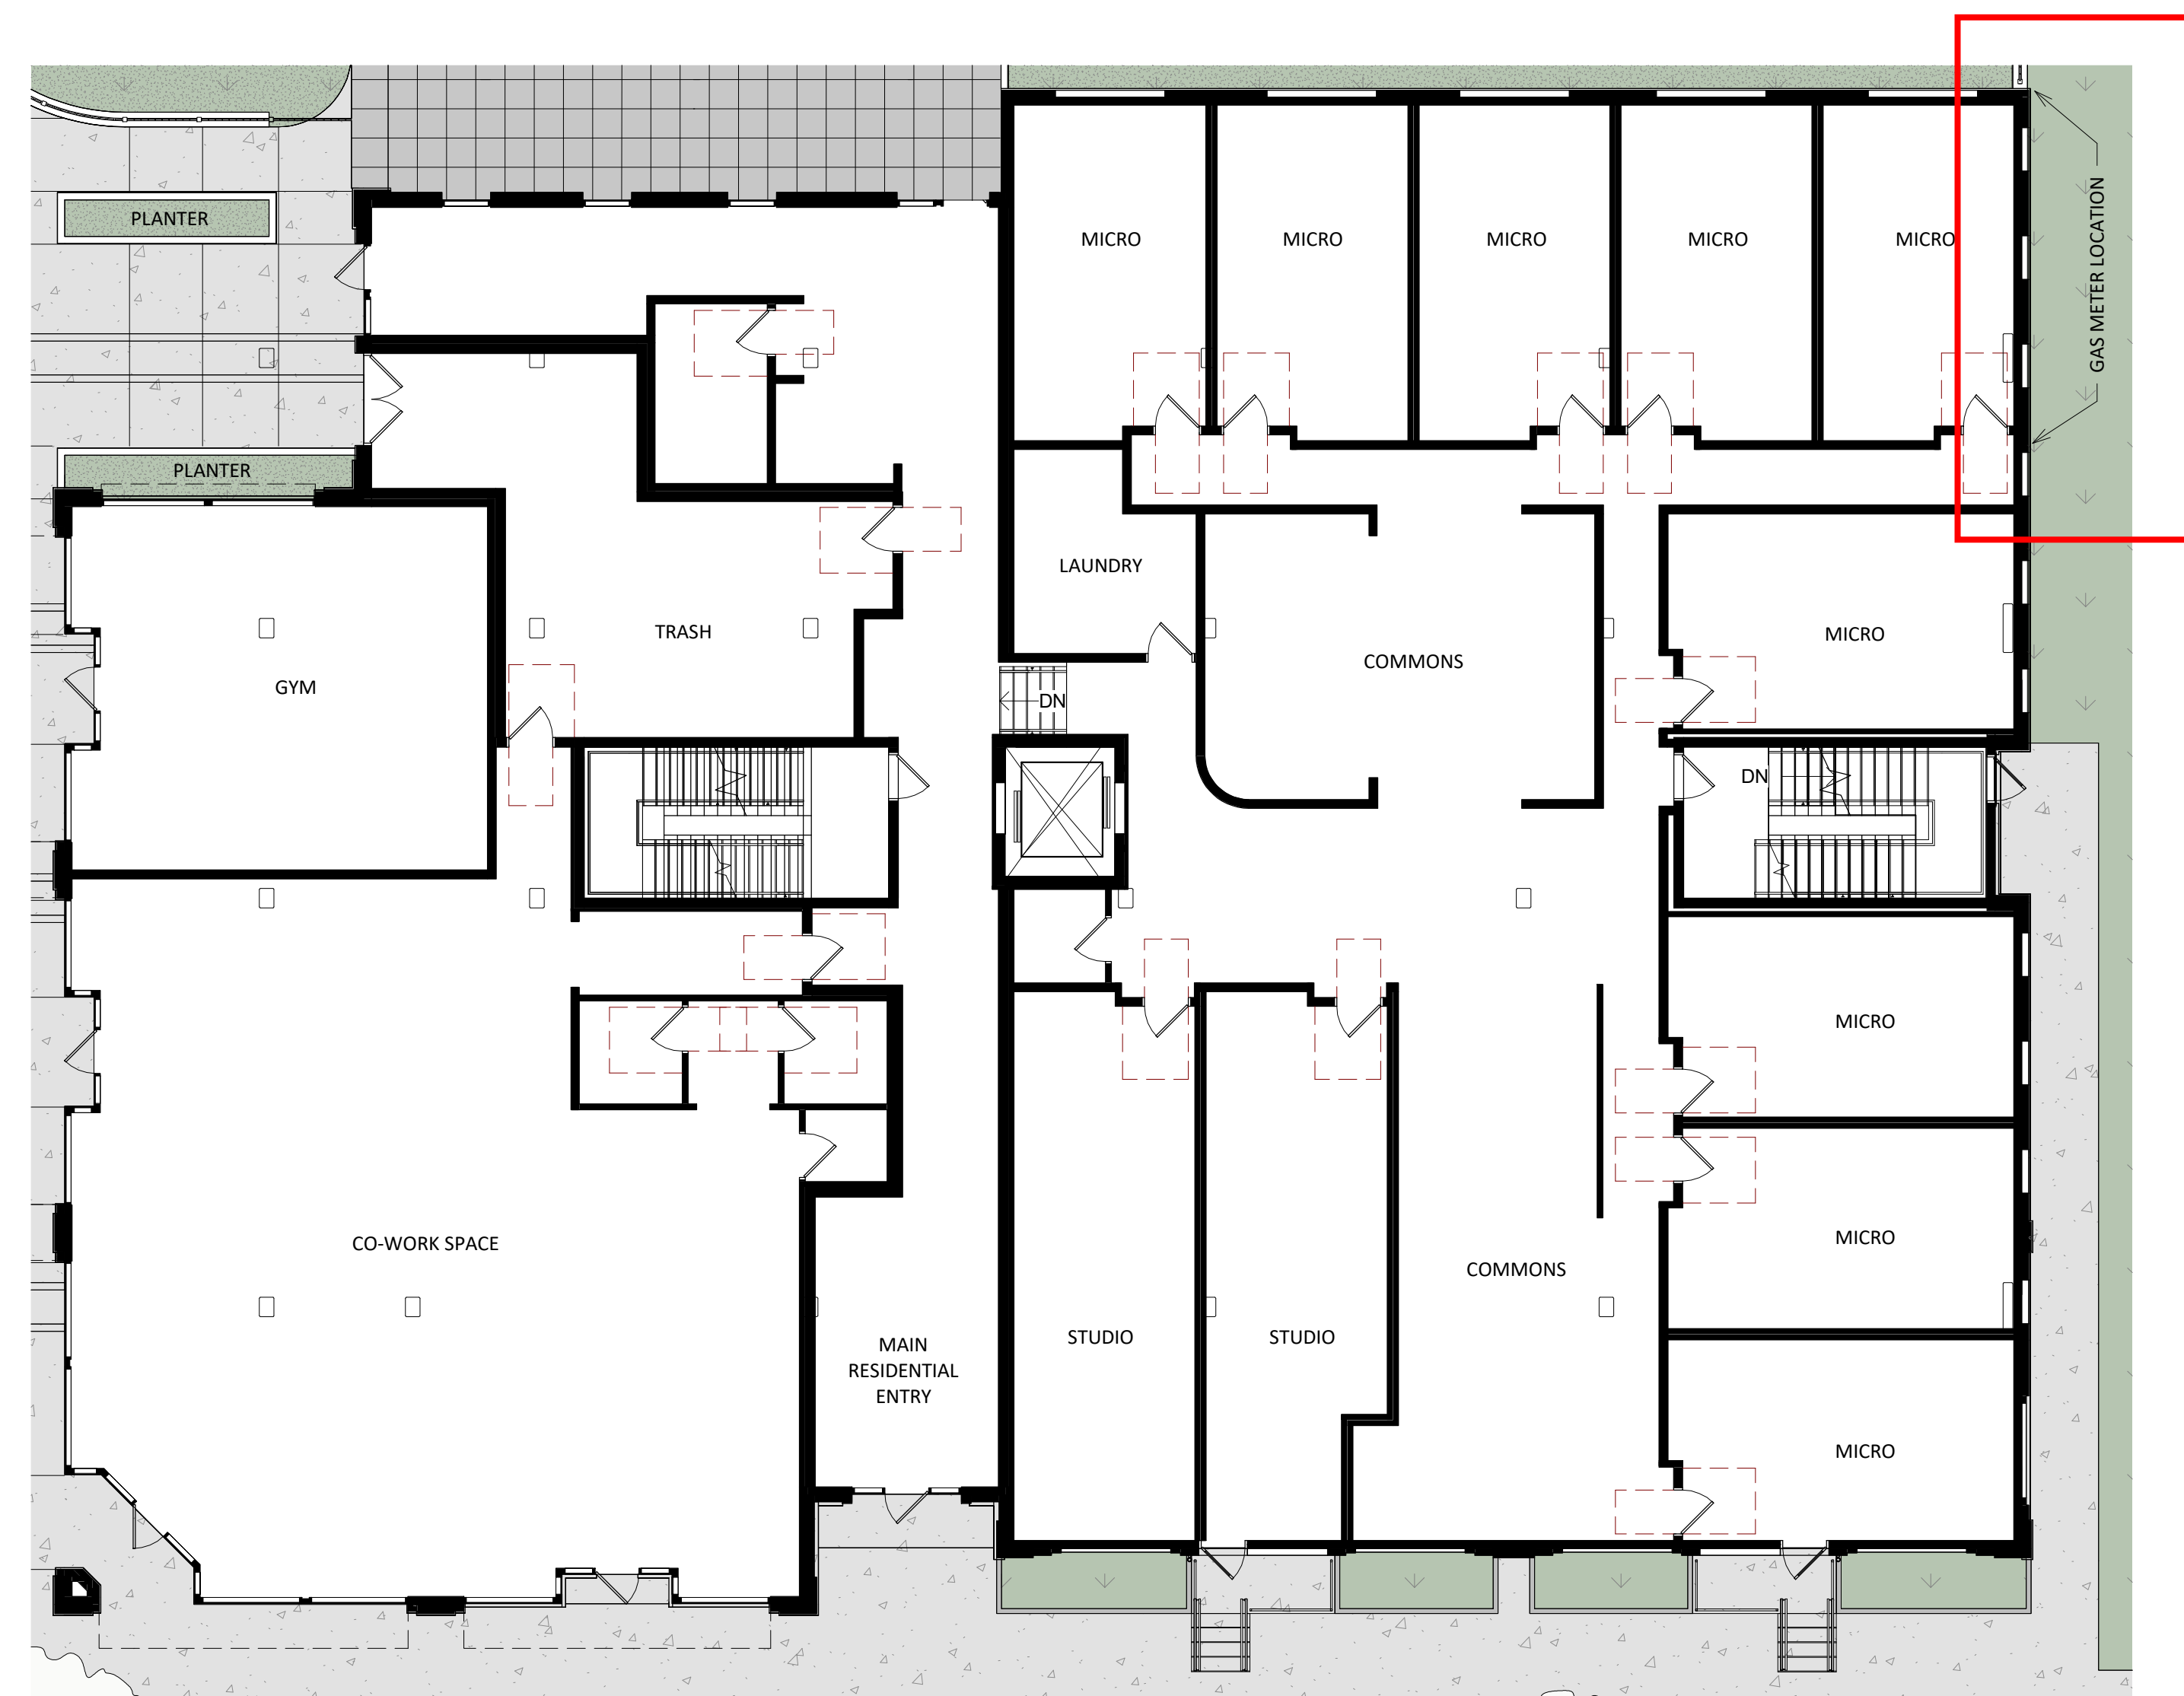 PLANTER
MICRO
MICRO
MICRO
MICRO
MICRO
GAS METER LOCATION
PLANTER
LAUNDRY
TRASH
COMMONS
MICRO
GYM
DN
DN
MICRO
MICRO
CO-WORK SPACE
COMMONS
STUDIO
STUDIO
MAIN
RESIDENTIAL
ENTRY
MICRO